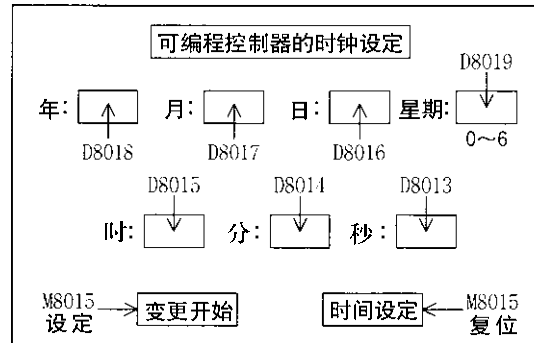 可编程控制器的时钟设定
D8019
年: 月: 日: 星期:
D8018 D8017 D8016 0~6
D8015 D8014 D8013
时: 分: 秒:
M8015 设定 变更开始 时间设定 M8015 复位